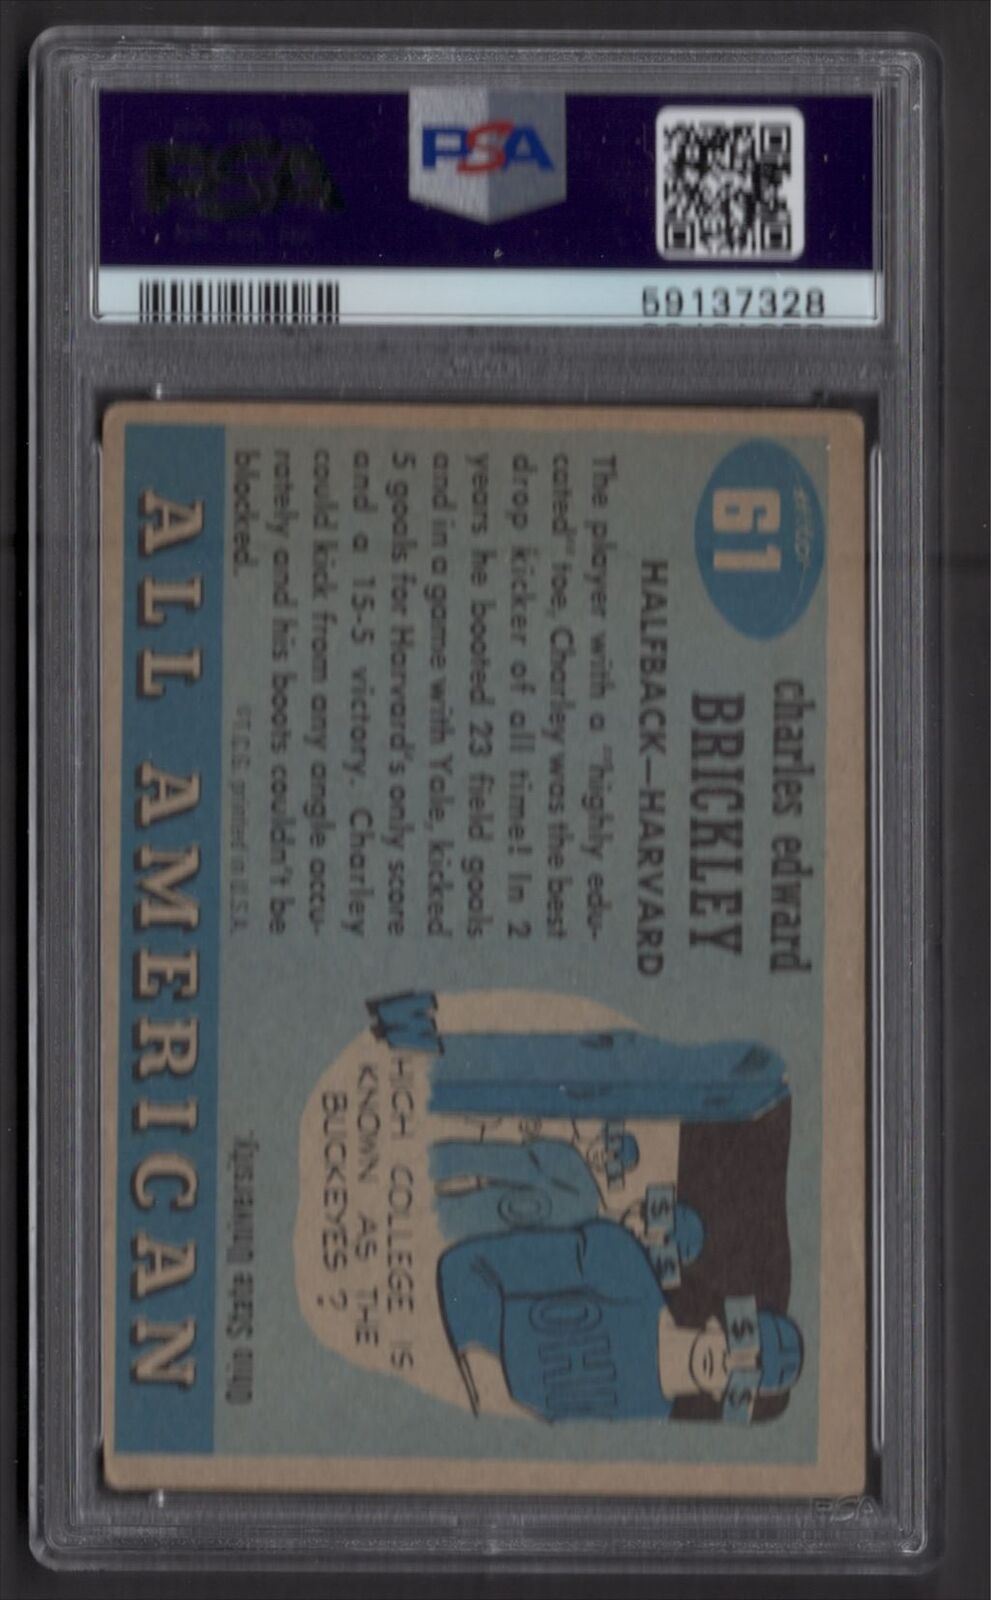 PSA
PSA
59137328
61
charles edward
BRICKLEY
HALFBACK—HARVARD
The player with a "highly edu-
cated" toe, Charley was the best
drop kicker of all time! In 2
years he booted 23 field goals
and in a game with Yale, kicked
5 goals for Harvard's only score
and a 15-5 victory. Charley
could kick from any angle accu-
rately and his boots couldn't be
blocked.
©T.C.G. printed in U.S.A.
WHICH COLLEGE IS
KNOWN AS THE
BUCKEYES ?
OHI
$ $
$ $
ALL AMERICAN
PSA